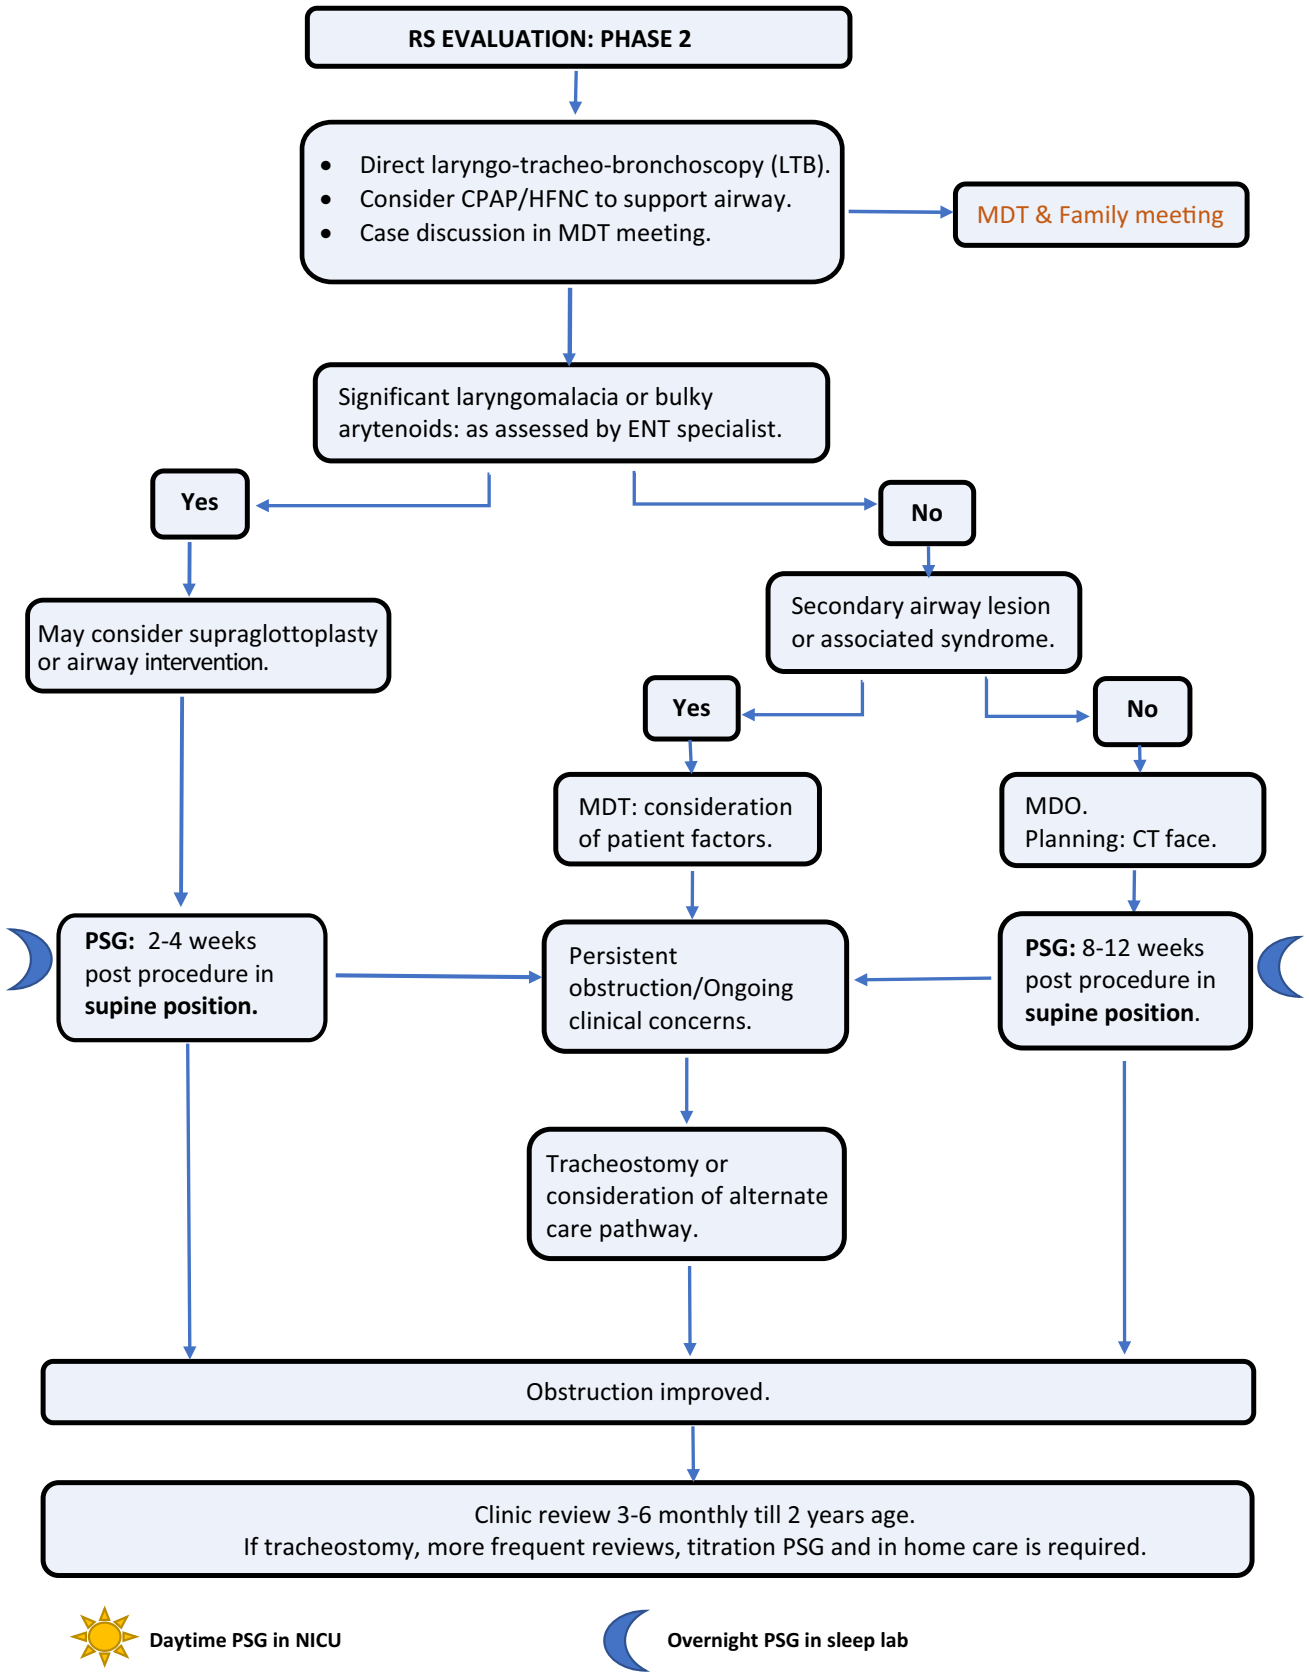 RS EVALUATION: PHASE 2
• Direct laryngo-tracheo-bronchoscopy (LTB).
• Consider CPAP/HFNC to support airway.
• Case discussion in MDT meeting.
MDT & Family meeting
Significant laryngomalacia or bulky
arytenoids: as assessed by ENT specialist.
Yes
No
May consider supraglottoplasty
or airway intervention.
Secondary airway lesion
or associated syndrome.
Yes
No
MDT: consideration
of patient factors.
MDO.
Planning: CT face.
PSG: 2-4 weeks
post procedure in
supine position.
Persistent
obstruction/Ongoing
clinical concerns.
PSG: 8-12 weeks
post procedure in
supine position.
Tracheostomy or
consideration of alternate
care pathway.
Obstruction improved.
Clinic review 3-6 monthly till 2 years age.
If tracheostomy, more frequent reviews, titration PSG and in home care is required.
Daytime PSG in NICU
Overnight PSG in sleep lab